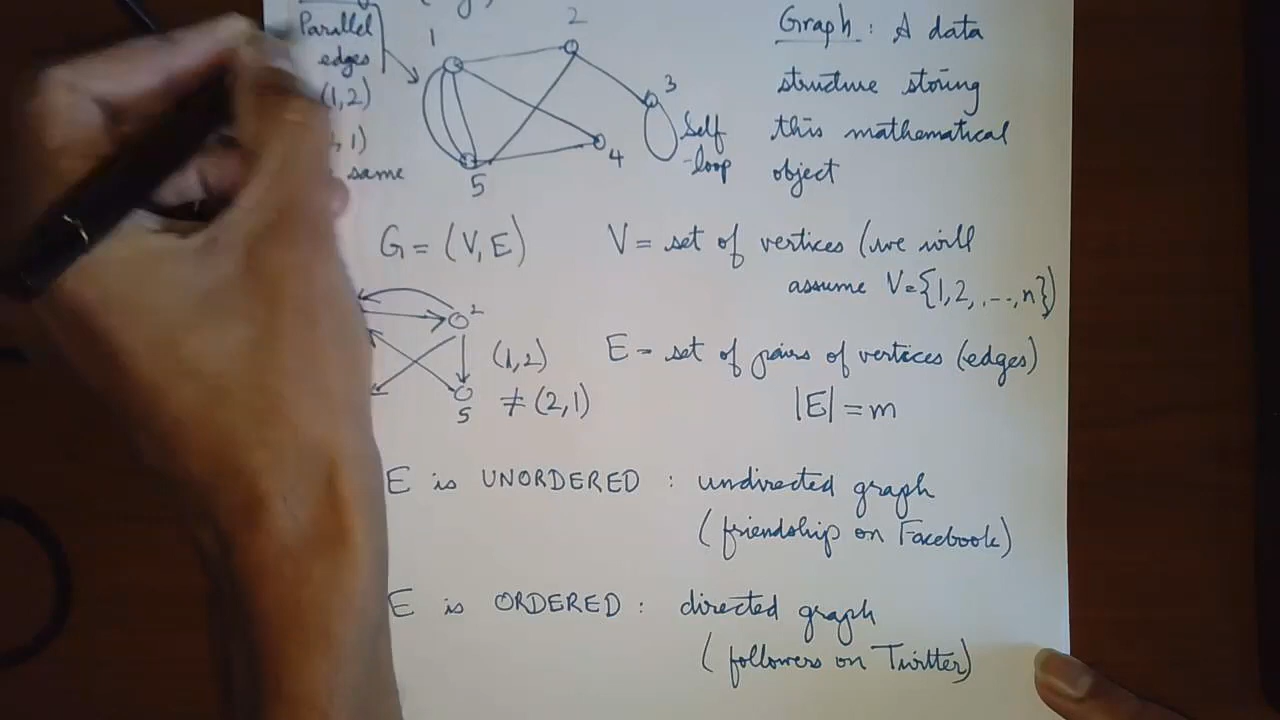 Parallel
edges
(1,2)
,1)
same
1
2
3
4
5
Self
-loop
Graph : A data
structure storing
this mathematical
object
G = (V, E)
V = set of vertices (we will
assume V = {1, 2, ..., n})
2
5
(1,2)
≠ (2,1)
E = set of pairs of vertices (edges)
|E| = m
E is UNORDERED : undirected graph
(friendship on Facebook)
E is ORDERED : directed graph
(followers on Twitter)